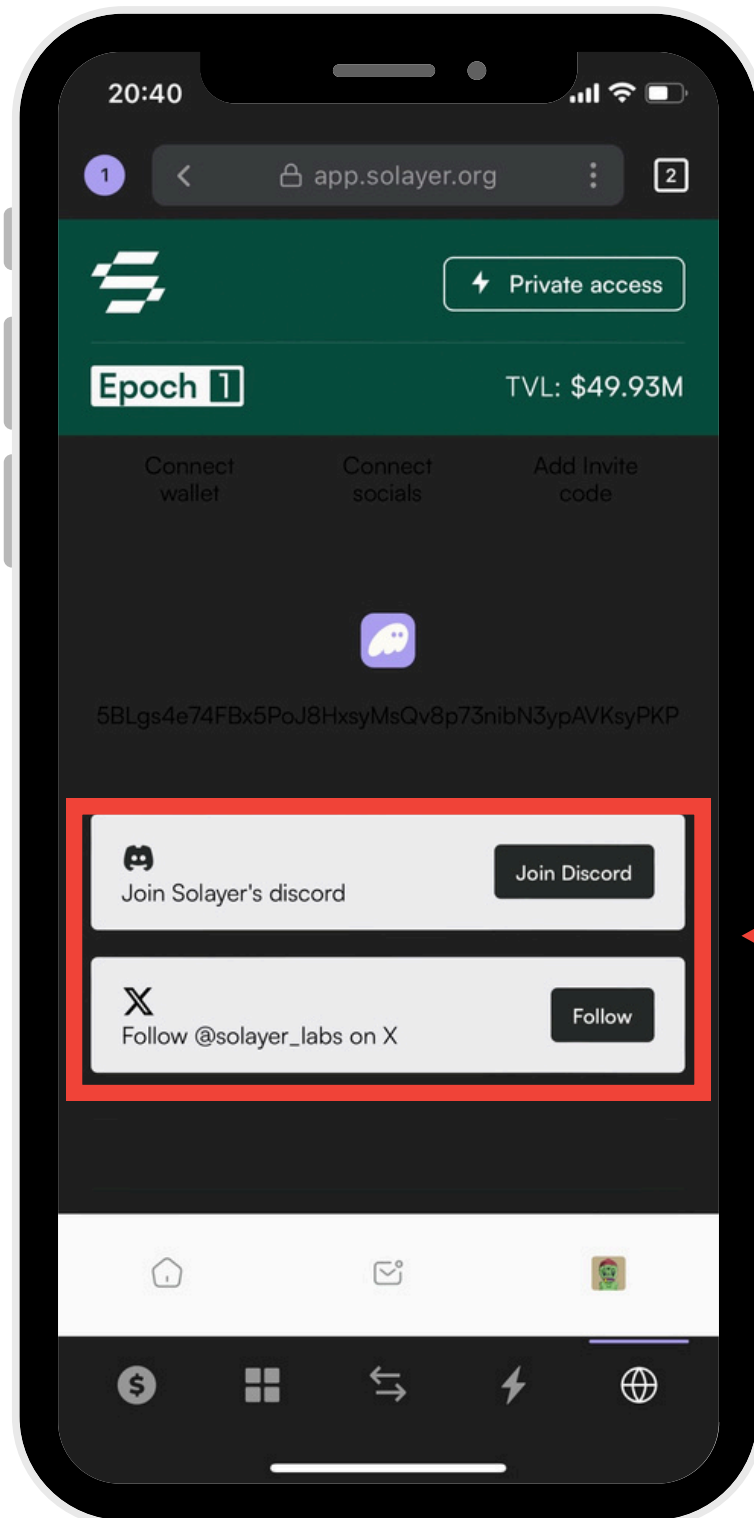 20:40
1
app.solayer.org
2
Private access
Epoch 1
TVL: $49.93M
Connect
wallet
Connect
socials
Add Invite
code
5BLgs4e74FBx5PoJ8HxsyMsQv8p73nibN3ypAVKsyPKP
Join Solayer's discord
Join Discord
Follow @solayer_labs on X
Follow